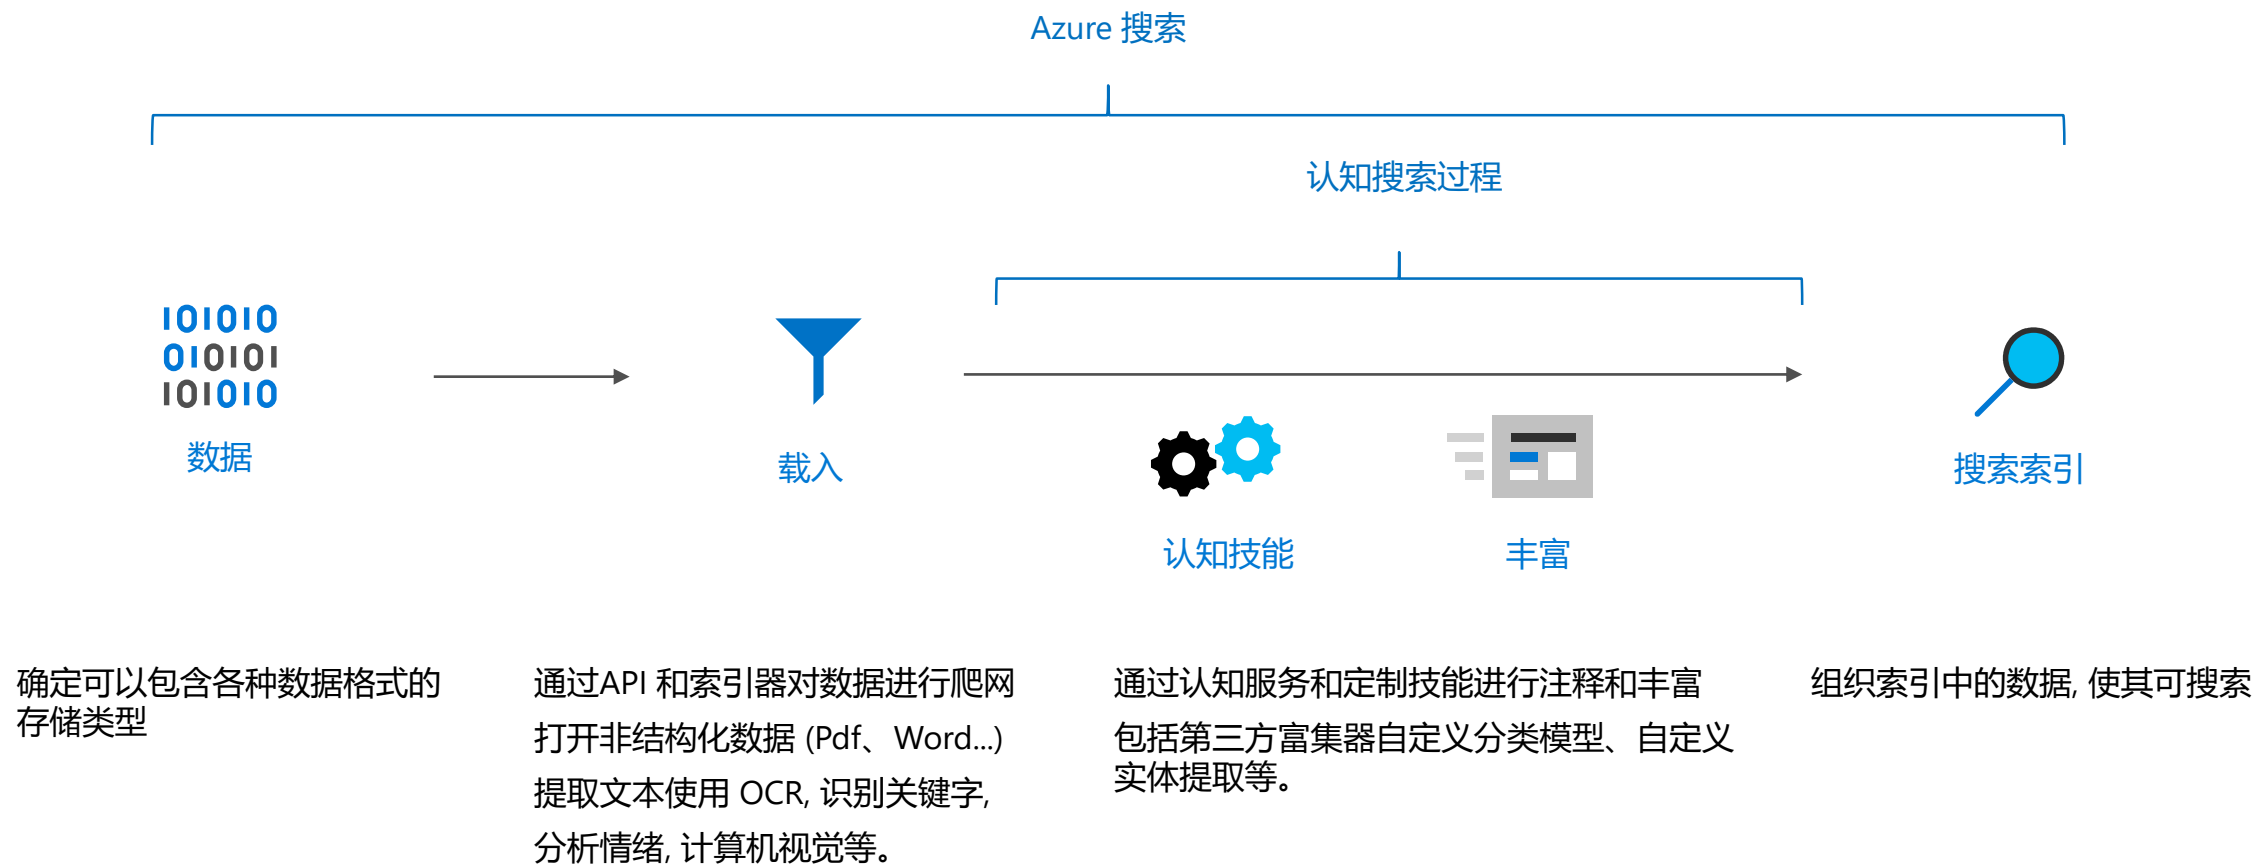 Azure 搜索
认知搜索过程
101010
010101
101010
数据
载入
认知技能
丰富
搜索索引
确定可以包含各种数据格式的
存储类型
通过API 和索引器对数据进行爬网
打开非结构化数据 (Pdf、Word...)
提取文本使用 OCR, 识别关键字,
分析情绪, 计算机视觉等。
通过认知服务和定制技能进行注释和丰富
包括第三方富集器自定义分类模型、自定义
实体提取等。
组织索引中的数据, 使其可搜索